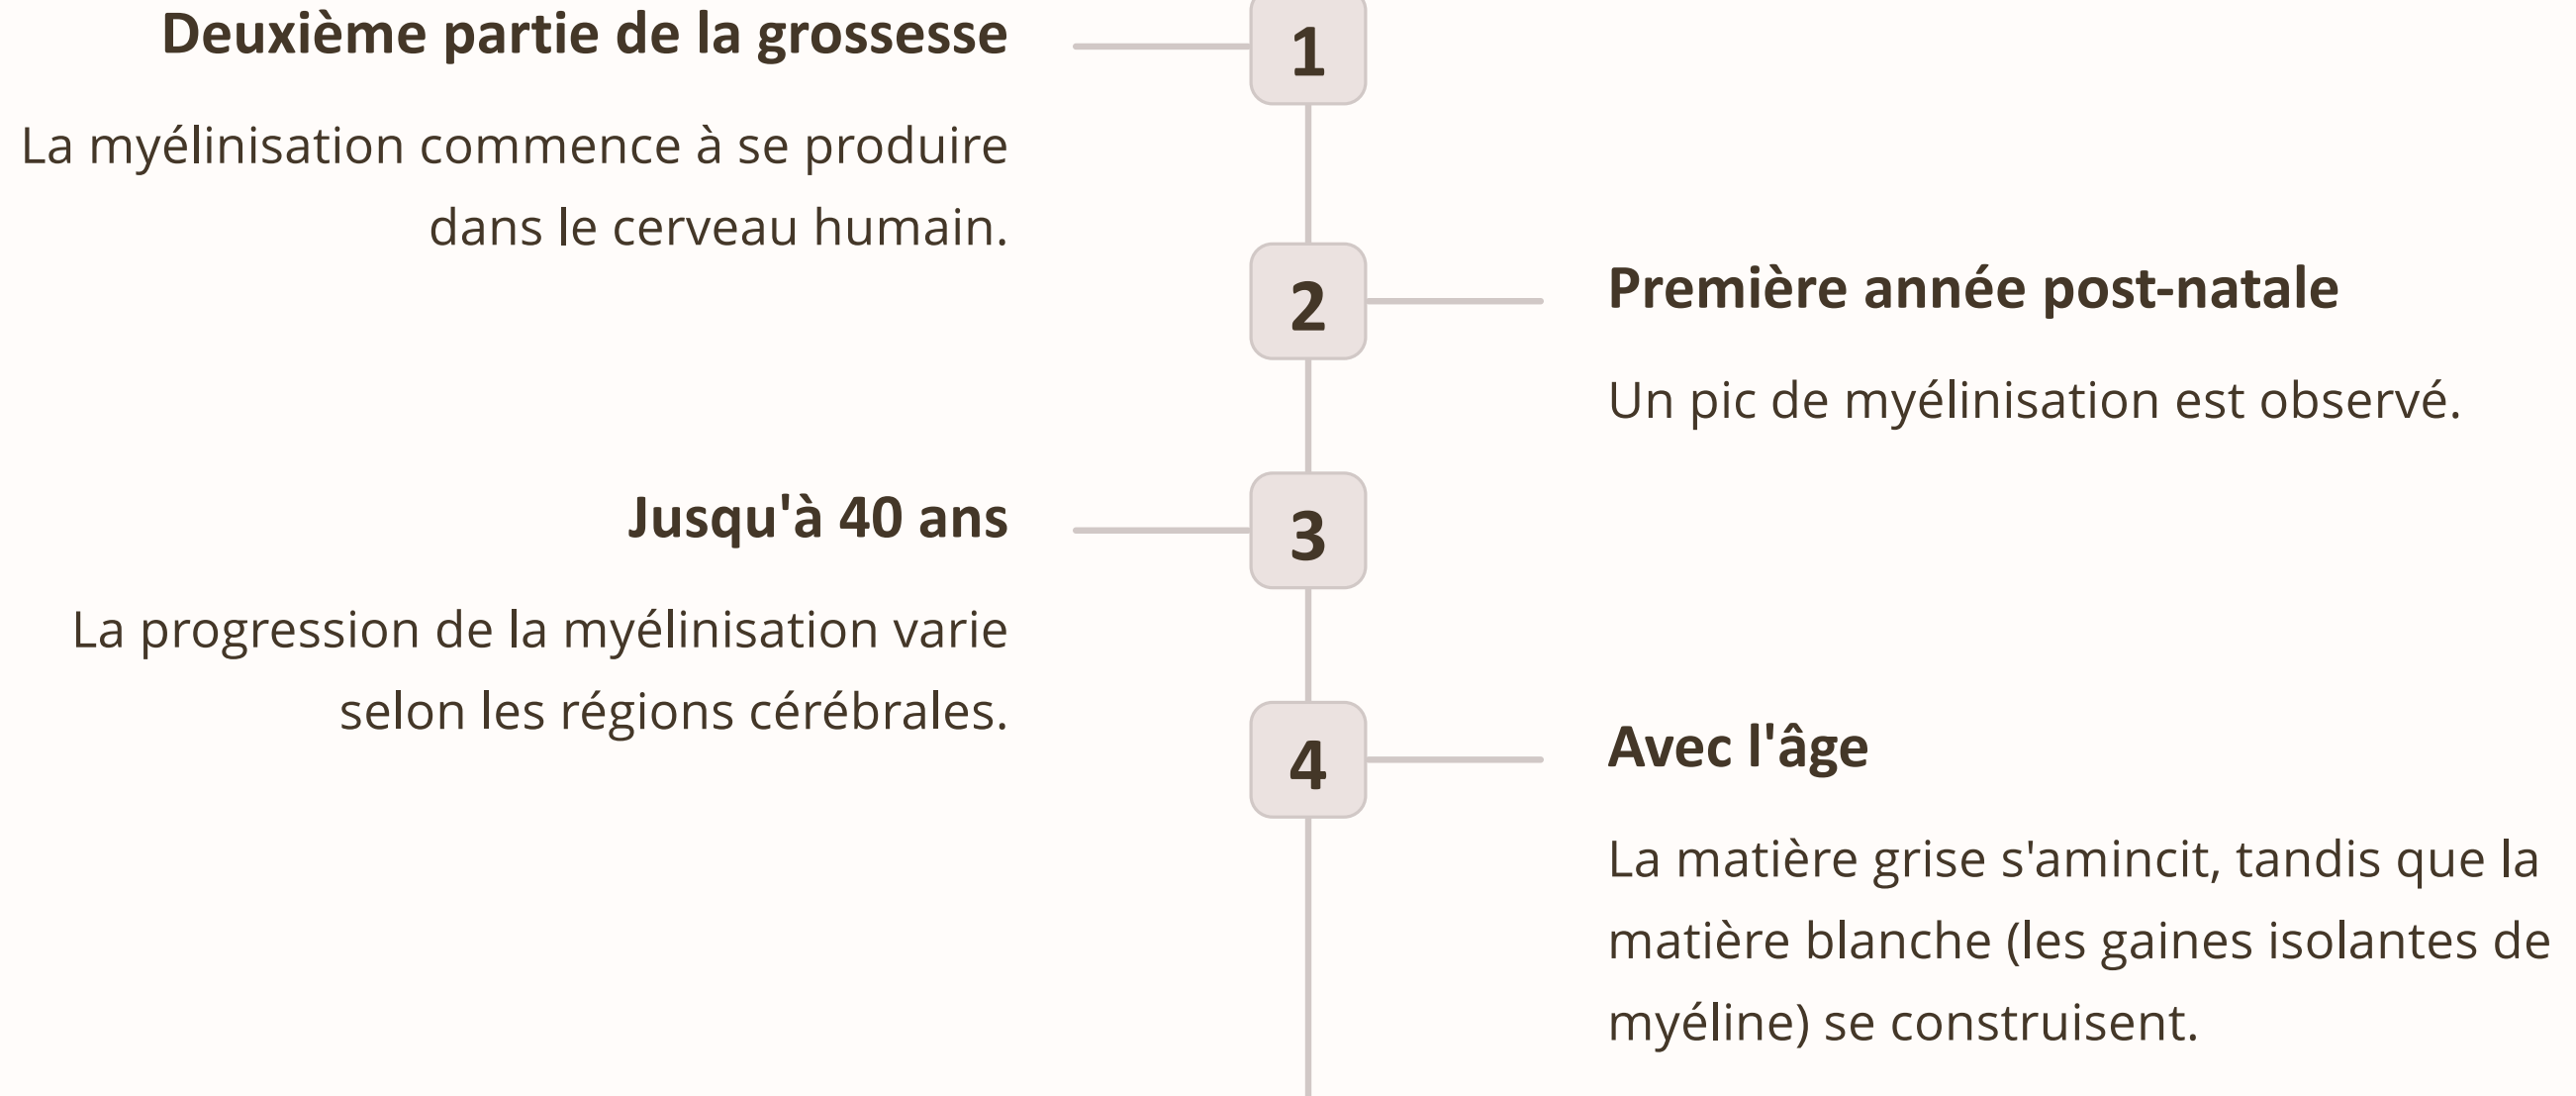 Deuxième partie de la grossesse
1
La myélinisation commence à se produire
dans le cerveau humain.
2
Première année post-natale
Un pic de myélinisation est observé.
Jusqu'à 40 ans
3
La progression de la myélinisation varie
selon les régions cérébrales.
4
Avec l'âge
La matière grise s'amincit, tandis que la
matière blanche (les gaines isolantes de
myéline) se construisent.